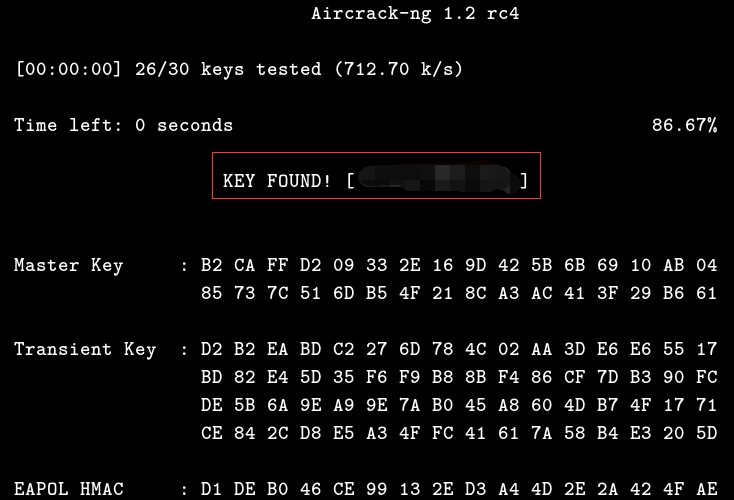 Aircrack-ng 1.2 rc4
[00:00:00] 26/30 keys tested (712.70 k/s)
Time left: 0 seconds 86.67%
KEY FOUND! [ ]
Master Key : B2 CA FF D2 09 33 2E 16 9D 42 5B 6B 69 10 AB 04
85 73 7C 51 6D B5 4F 21 8C A3 AC 41 3F 29 B6 61
Transient Key : D2 B2 EA BD C2 27 6D 78 4C 02 AA 3D E6 E6 55 17
BD 82 E4 5D 35 F6 F9 B8 8B F4 86 CF 7D B3 90 FC
DE 5B 6A 9E A9 9E 7A B0 45 A8 60 4D B7 4F 17 71
CE 84 2C D8 E5 A3 4F FC 41 61 7A 58 B4 E3 20 5D
EAPOL HMAC : D1 DE B0 46 CE 99 13 2E D3 A4 4D 2E 2A 42 4F AE